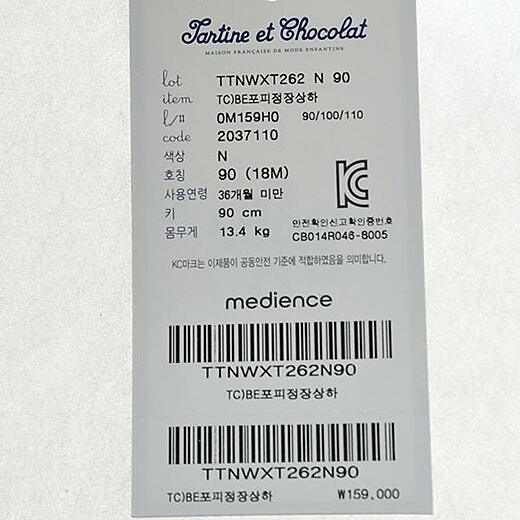 Tartine et Chocolat
MAISON FRANÇAISE DE MODE ENFANTINE
lot TTNWXT262 N 90
item TC)BE포피정장상하
l/# 0M159H0 90/100/110
code 2037110
색상 N
호칭 90 (18M)
사용연령 36개월 미만
키 90 cm
몸무게 13.4 kg
안전확인신고확인증번호
CB014R046-8005
KC마크는 이제품이 공통안전 기준에 적합하였음을 의미합니다.
medience
TTNWXT262N90
TC)BE포피정장상하
TTNWXT262N90
TC)BE포피정장상하 ₩159,000